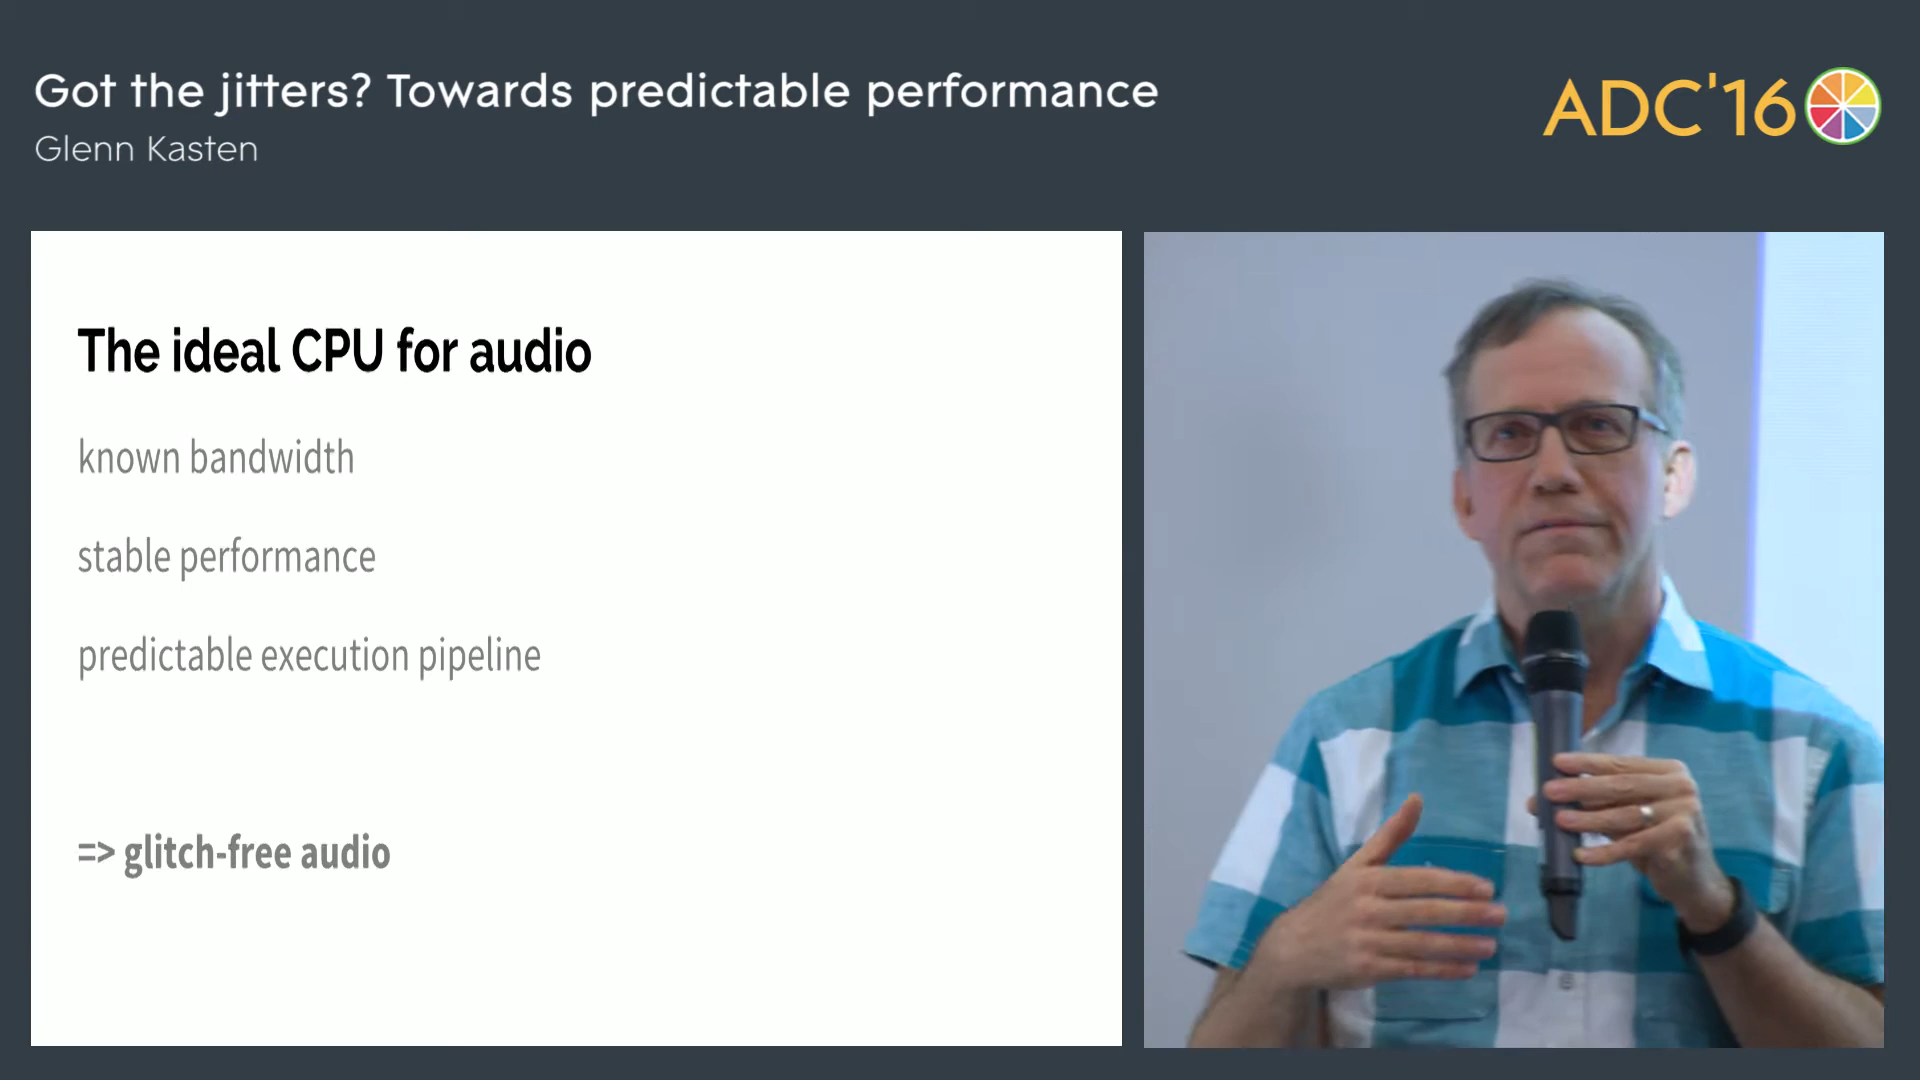 Got the jitters? Towards predictable performance
Glenn Kasten
ADC'16
The ideal CPU for audio
known bandwidth
stable performance
predictable execution pipeline
=> glitch-free audio